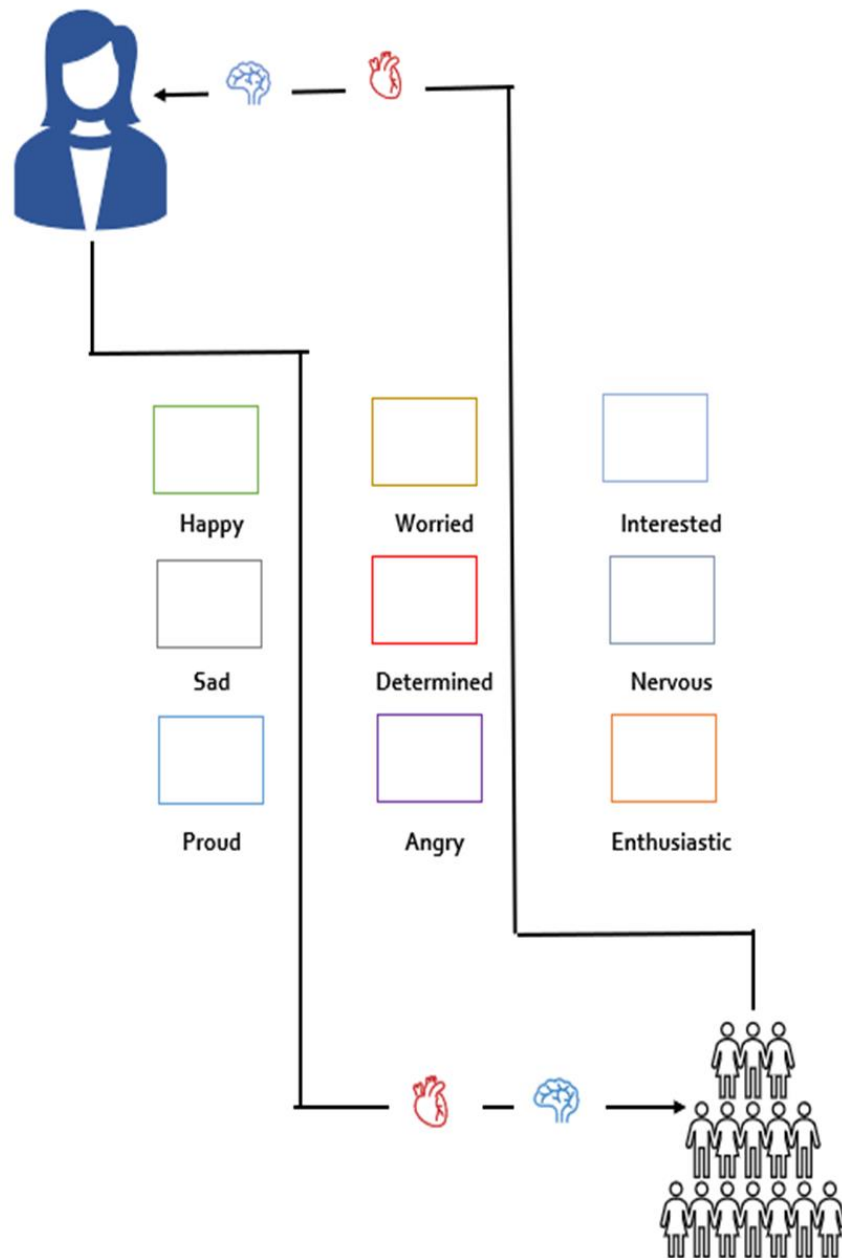 Happy Worried Interested
Sad Determined Nervous
Proud Angry Enthusiastic